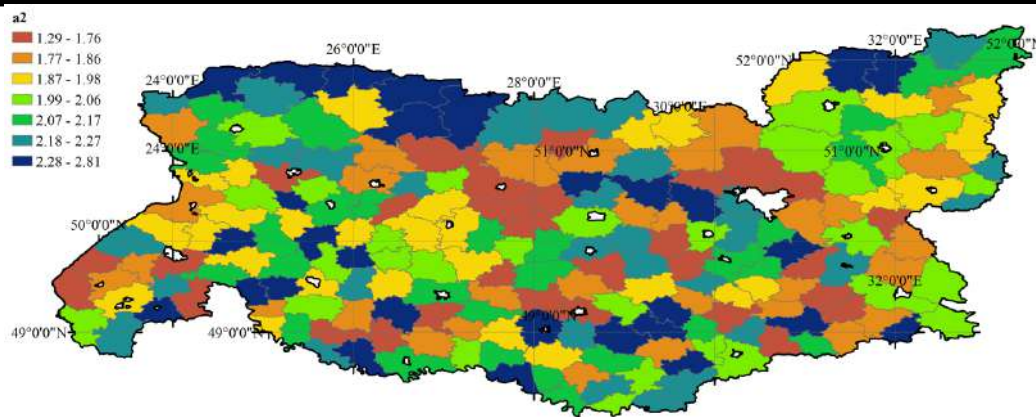 a2
1.29 - 1.76
1.77 - 1.86
1.87 - 1.98
1.99 - 2.06
2.07 - 2.17
2.18 - 2.27
2.28 - 2.81
26°0'0"E
32°0'0"E
52°0'0"N
52°0'0"N
24°0'0"E
28°0'0"E
30°0'0"E
51°0'0"N
51°0'0"N
50°0'0"N
32°0'0"E
49°0'0"N
49°0'0"N
49°0'0"N